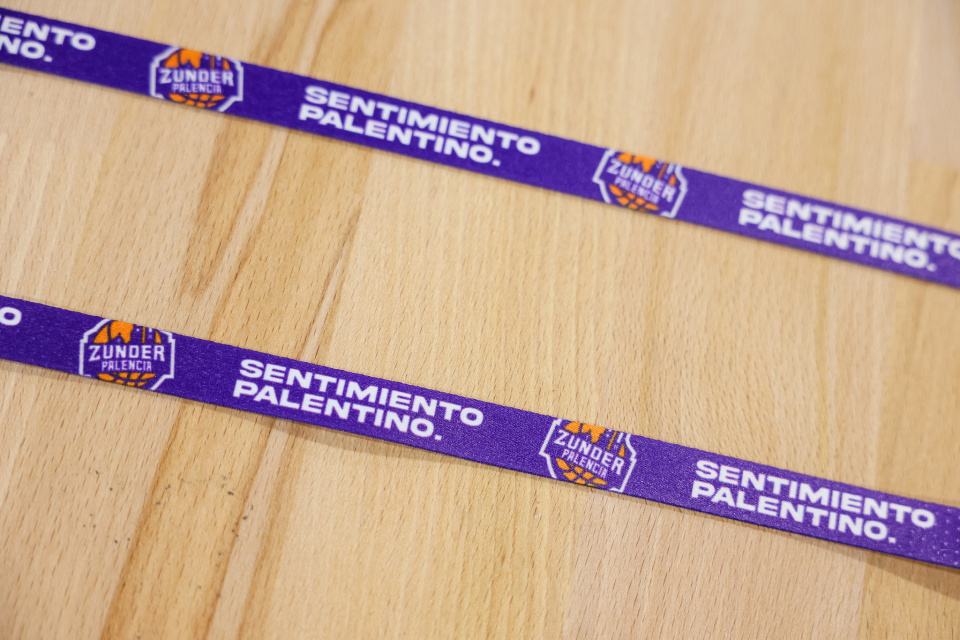 ENTO
NO.
ZUNDER
PALENCIA
SENTIMIENTO
PALENTINO.
ZUNDER
PALENCIA
SENTIMIENTO
PALENTINO.
O
ZUNDER
PALENCIA
SENTIMIENTO
PALENTINO.
ZUNDER
PALENCIA
SENTIMIENTO
PALENTINO.